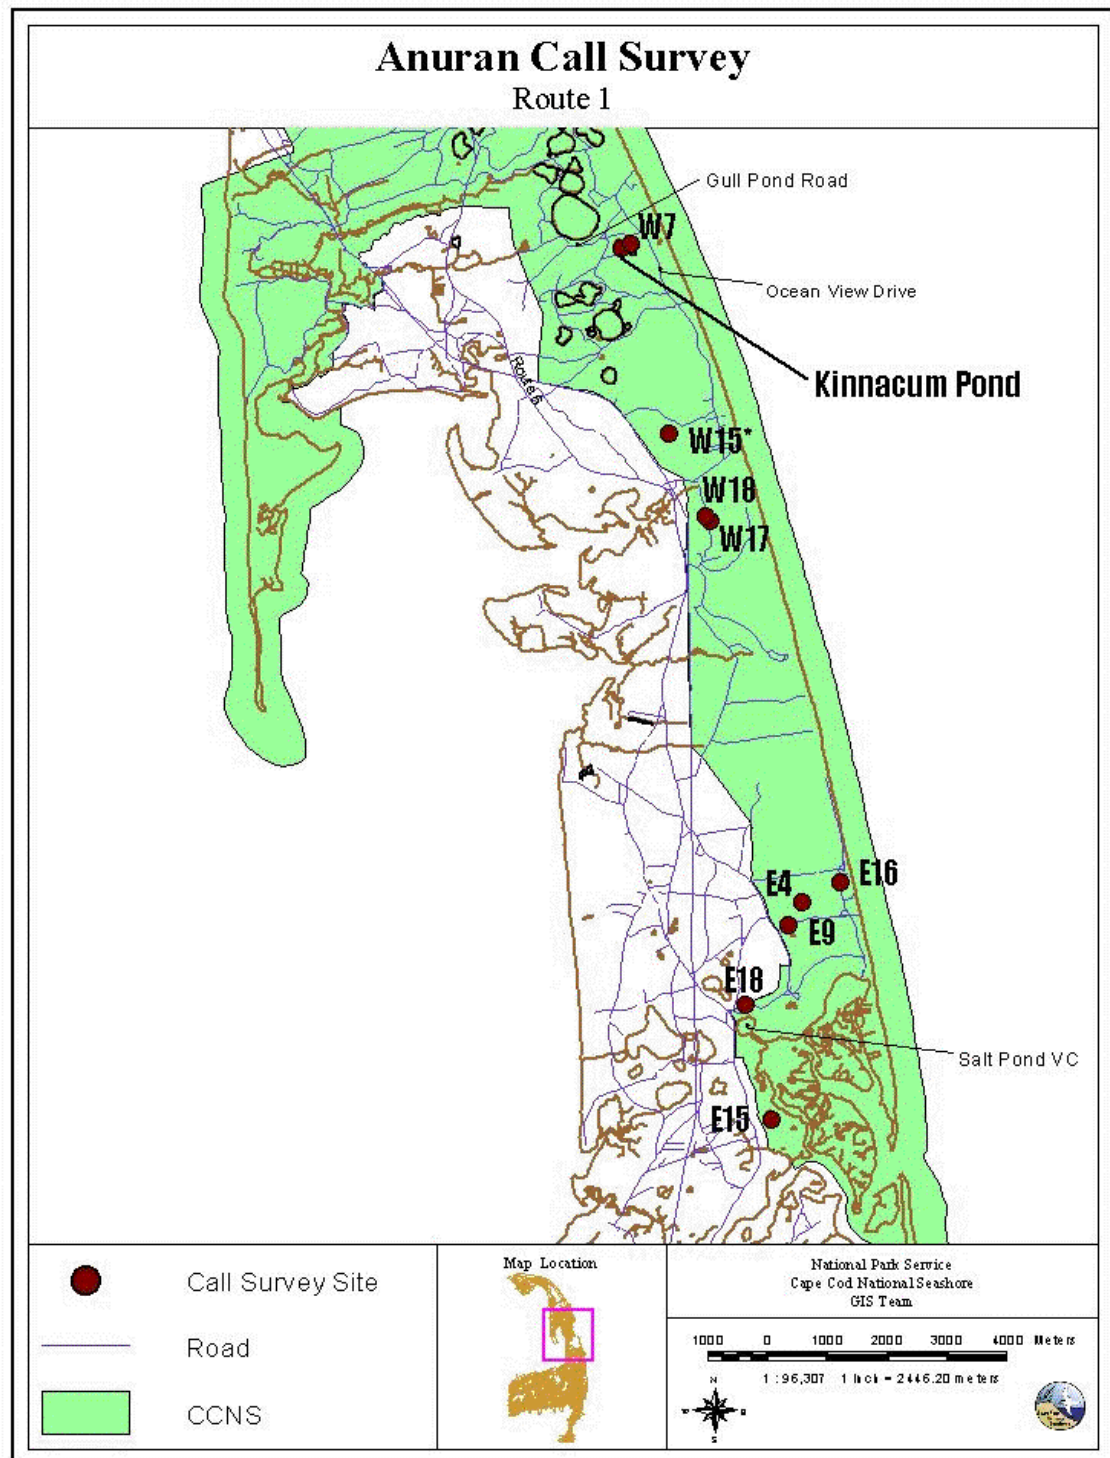 Anuran Call Survey
Route 1
Gull Pond Road
W7
Ocean View Drive
Kinnacum Pond
Route 6
W15*
W18
W17
E16
E4
E9
E18
Salt Pond VC
E15
Call Survey Site
Road
CCNS
Map Location
National Park Service
Cape Cod National Seashore
GIS Team
1000 0 1000 2000 3000 4000 Meters
1 : 96,307 1 Inch = 2446.20 meters
N
S